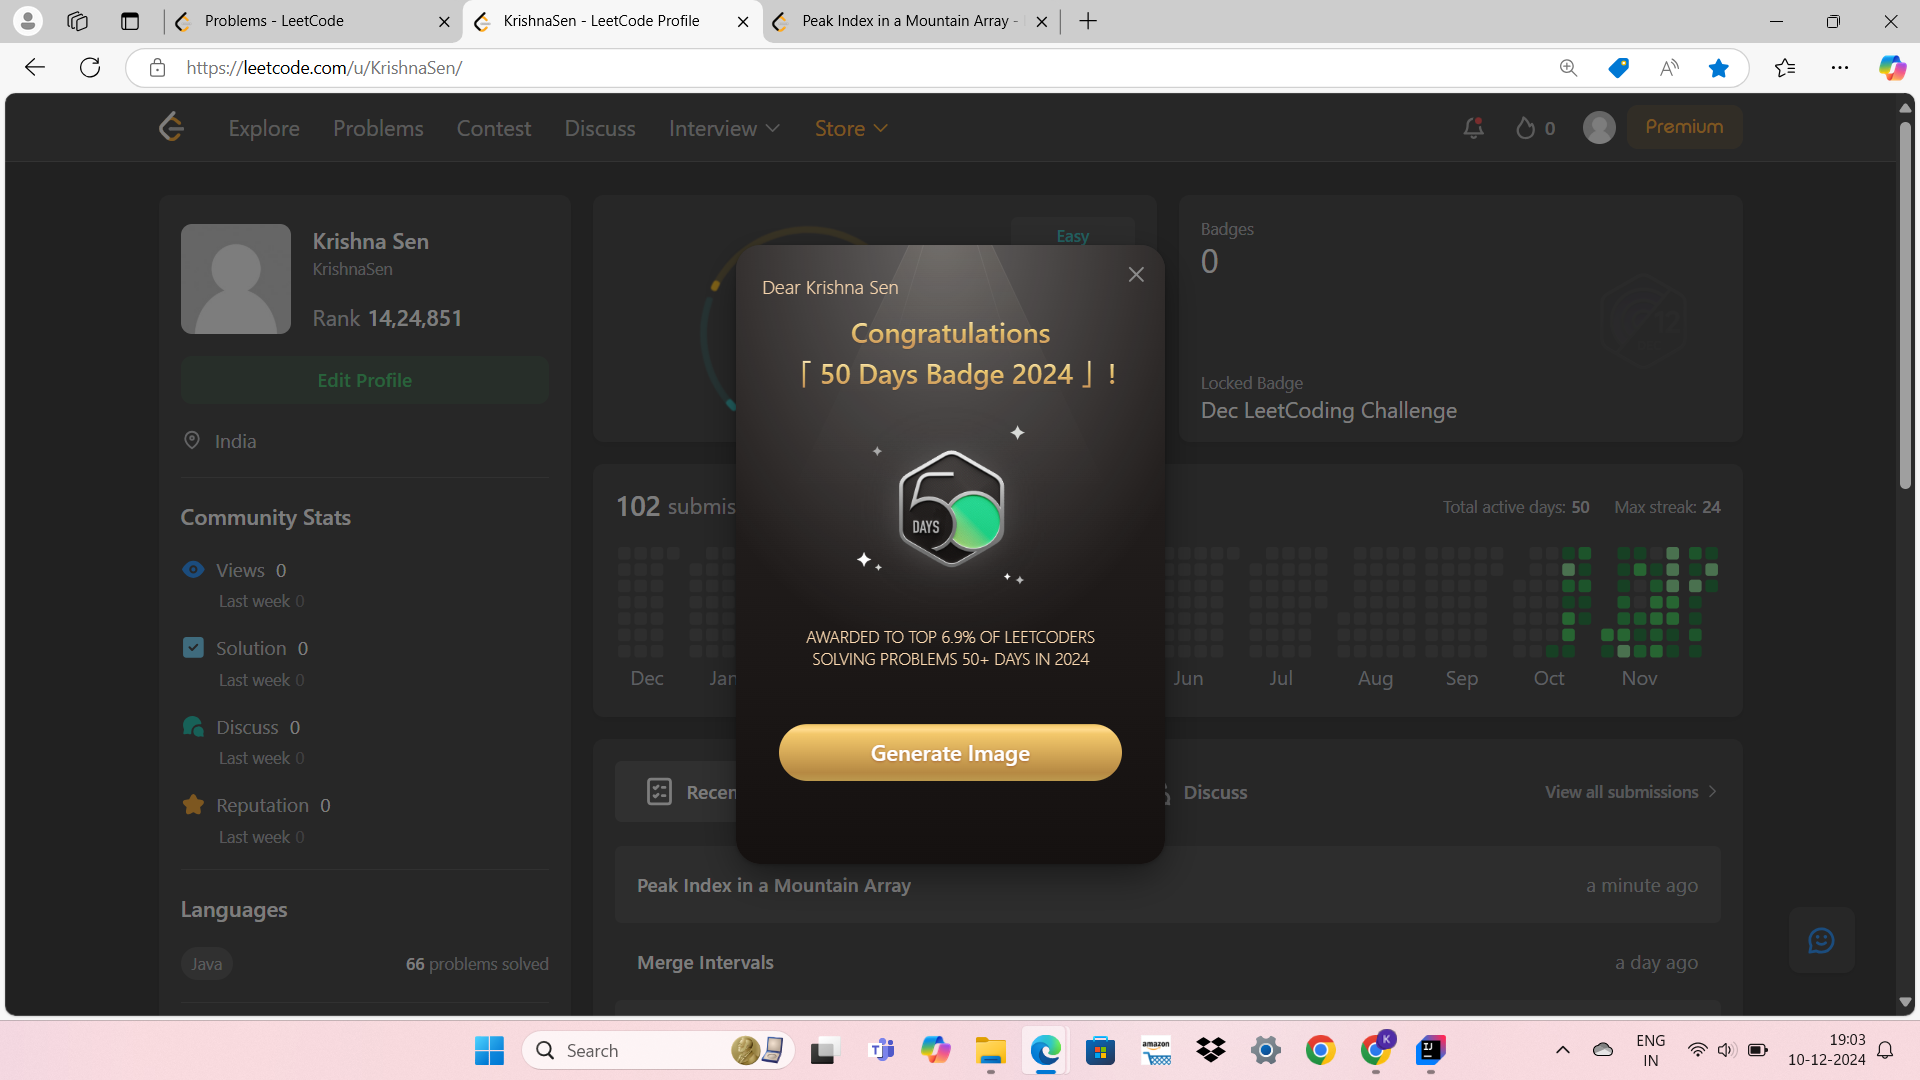 Problems - LeetCode
KrishnaSen - LeetCode Profile
Peak Index in a Mountain Array -
https://leetcode.com/u/KrishnaSen/
Explore
Problems
Contest
Discuss
Interview
Store
0
Premium
Krishna Sen
KrishnaSen
Rank 14,24,851
Edit Profile
India
Community Stats
Views 0
Last week 0
Solution 0
Last week 0
Discuss 0
Last week 0
Reputation 0
Last week 0
Languages
Java
66 problems solved
Easy
Badges
0
Locked Badge
Dec LeetCoding Challenge
Dear Krishna Sen
Congratulations
「 50 Days Badge 2024 」 !
50
DAYS
AWARDED TO TOP 6.9% OF LEETCODERS
SOLVING PROBLEMS 50+ DAYS IN 2024
Generate Image
102 submis
Total active days: 50
Max streak: 24
Dec
Jan
Jun
Jul
Aug
Sep
Oct
Nov
Recen
Discuss
View all submissions
Peak Index in a Mountain Array
a minute ago
Merge Intervals
a day ago
Search
amazon
K
IJ
ENG
IN
19:03
10-12-2024